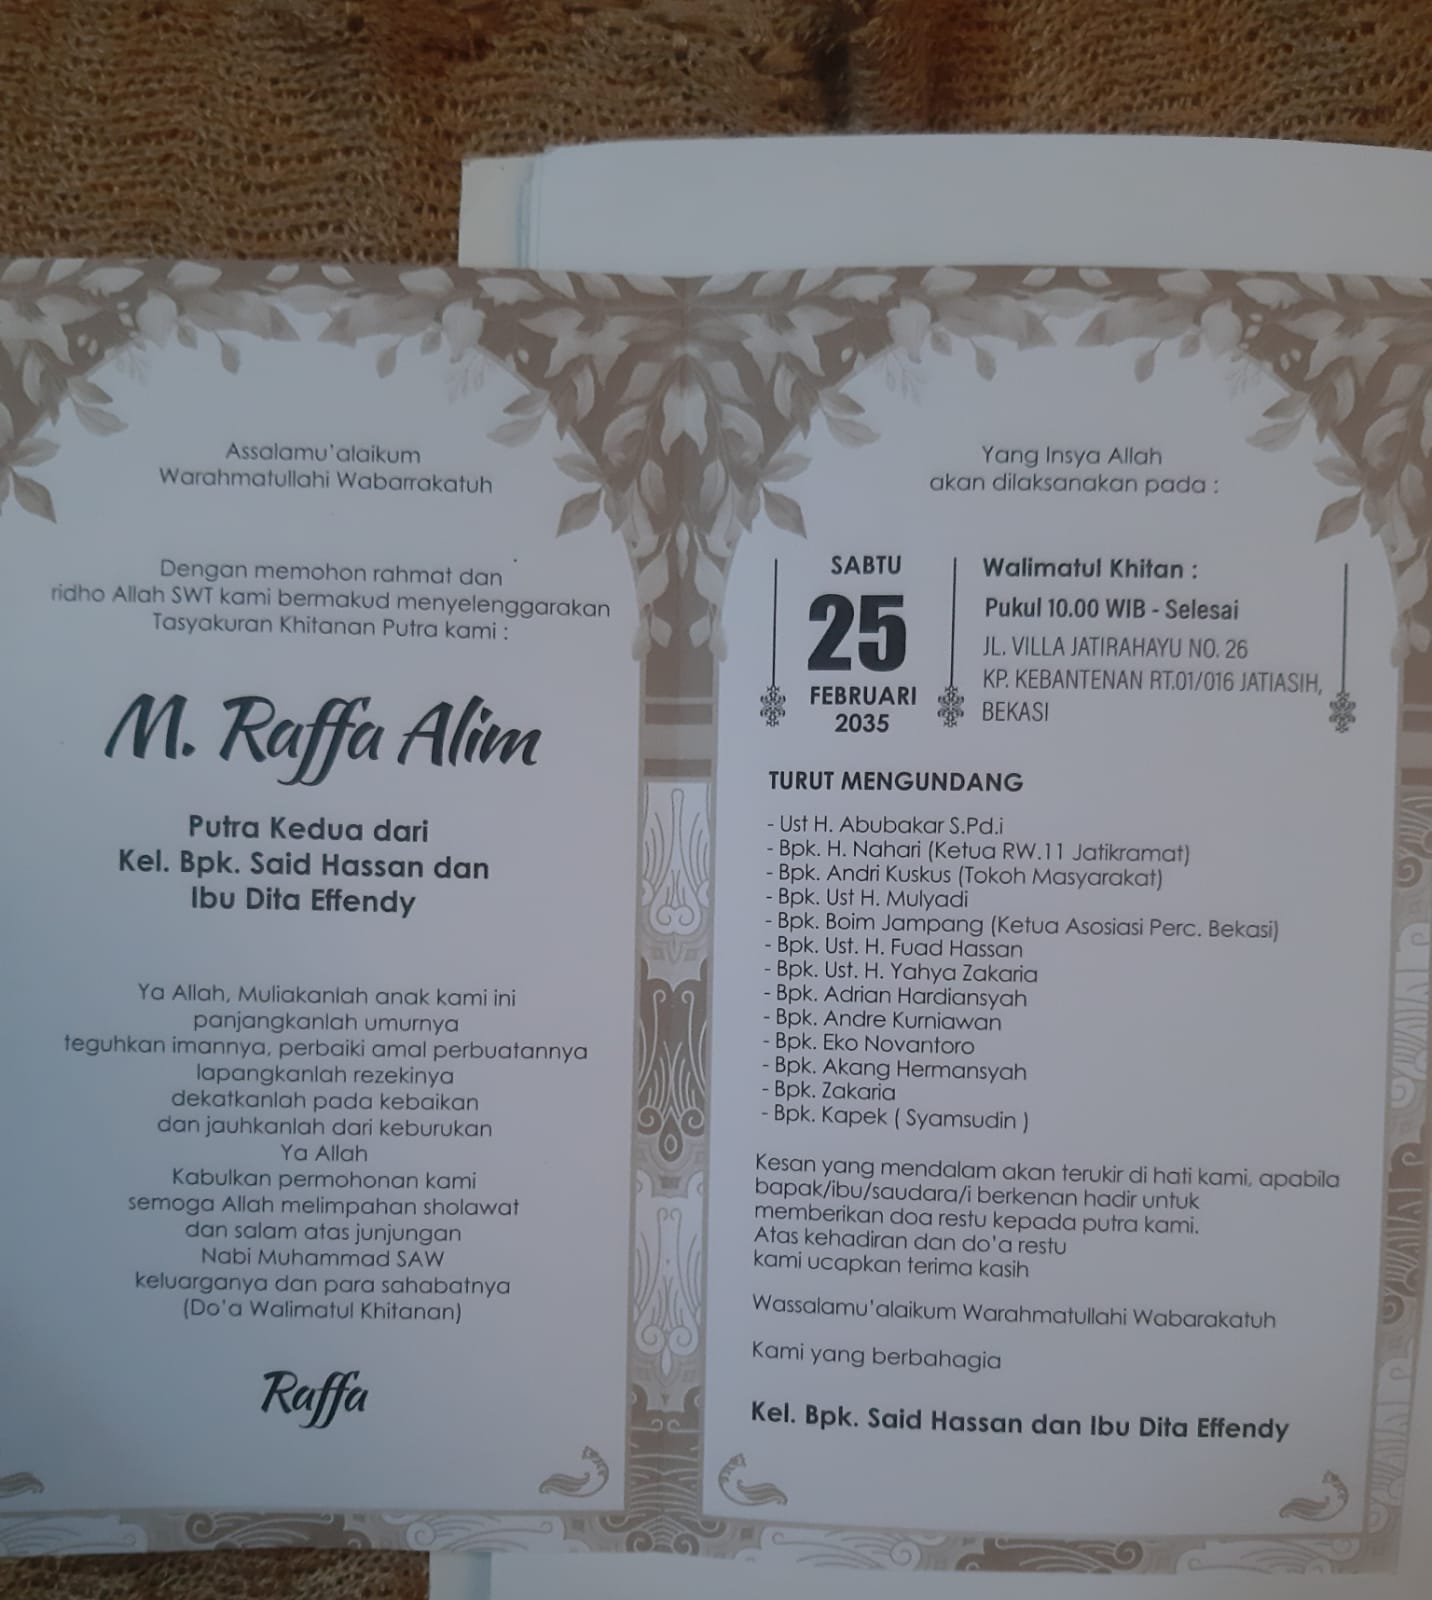 Assalamu'alaikum
Warahmatullahi Wabarrakatuh
Dengan memohon rahmat dan
ridho Allah SWT kami bermakud menyelenggarakan
Tasyakuran Khitanan Putra kami :
M. Raffa Alim
Putra Kedua dari
Kel. Bpk. Said Hassan dan
Ibu Dita Effendy
Ya Allah, Muliakanlah anak kami ini
panjangkanlah umurnya
teguhkan imannya, perbaiki amal perbuatannya
lapangkanlah rezekinya
dekatkanlah pada kebaikan
dan jauhkanlah dari keburukan
Ya Allah
Kabulkan permohonan kami
semoga Allah melimpahan sholawat
dan salam atas junjungan
Nabi Muhammad SAW
keluarganya dan para sahabatnya
(Do'a Walimatul Khitanan)
Raffa
Yang Insya Allah
akan dilaksanakan pada :
SABTU
25
FEBRUARI
2035
Walimatul Khitan :
Pukul 10.00 WIB - Selesai
JL. VILLA JATIRAHAYU NO. 26
KP. KEBANTENAN RT.01/016 JATIASIH,
BEKASI
TURUT MENGUNDANG
- Ust H. Abubakar S.Pd.i
- Bpk. H. Nahari (Ketua RW.11 Jatikramat)
- Bpk. Andri Kuskus (Tokoh Masyarakat)
- Bpk. Ust H. Mulyadi
- Bpk. Boim Jampang (Ketua Asosiasi Perc. Bekasi)
- Bpk. Ust. H. Fuad Hassan
- Bpk. Ust. H. Yahya Zakaria
- Bpk. Adrian Hardiansyah
- Bpk. Andre Kurniawan
- Bpk. Eko Novantoro
- Bpk. Akang Hermansyah
- Bpk. Zakaria
- Bpk. Kapek ( Syamsudin )
Kesan yang mendalam akan terukir di hati kami, apabila
bapak/ibu/saudara/i berkenan hadir untuk
memberikan doa restu kepada putra kami.
Atas kehadiran dan do'a restu
kami ucapkan terima kasih
Wassalamu'alaikum Warahmatullahi Wabarakatuh
Kami yang berbahagia
Kel. Bpk. Said Hassan dan Ibu Dita Effendy